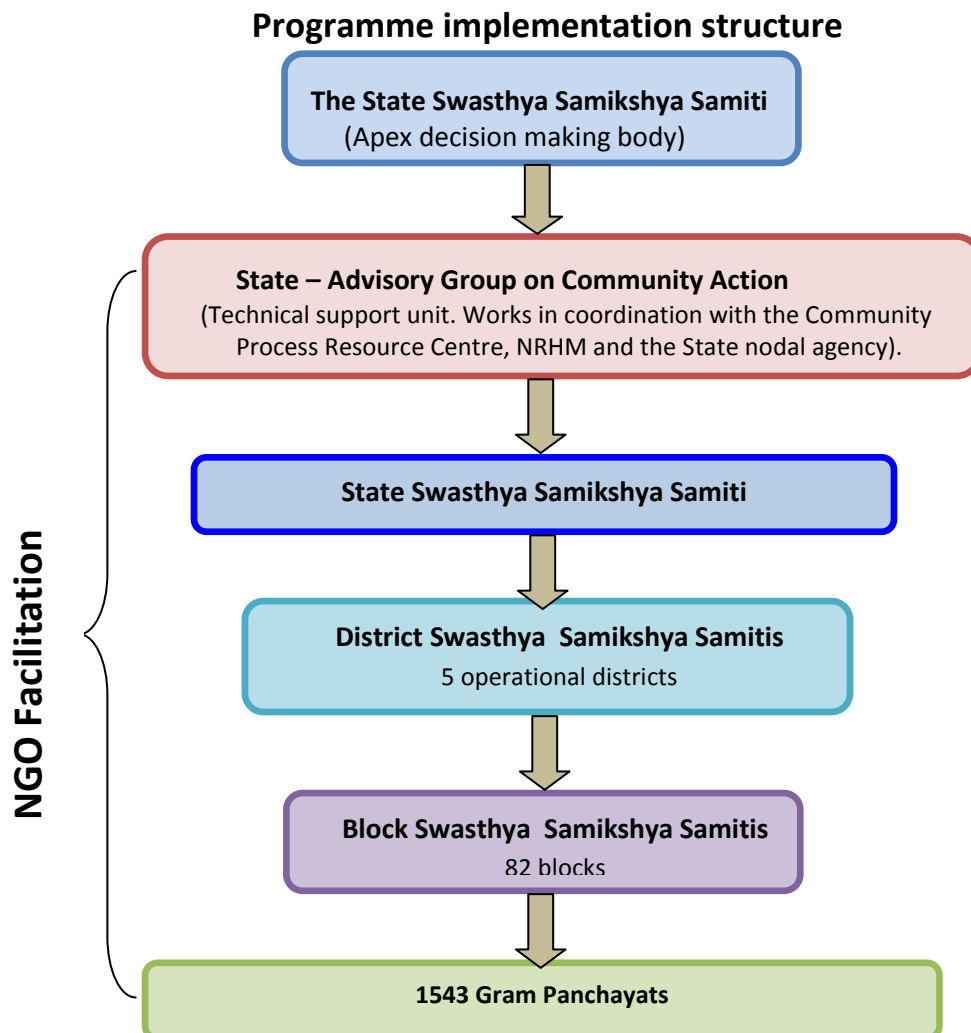 Programme implementation structure
The State Swasthya Samikshya Samiti
(Apex decision making body)
State – Advisory Group on Community Action
(Technical support unit. Works in coordination with the Community
Process Resource Centre, NRHM and the State nodal agency).
State Swasthya Samikshya Samiti
District Swasthya Samikshya Samitis
5 operational districts
Block Swasthya Samikshya Samitis
82 blocks
1543 Gram Panchayats
NGO Facilitation